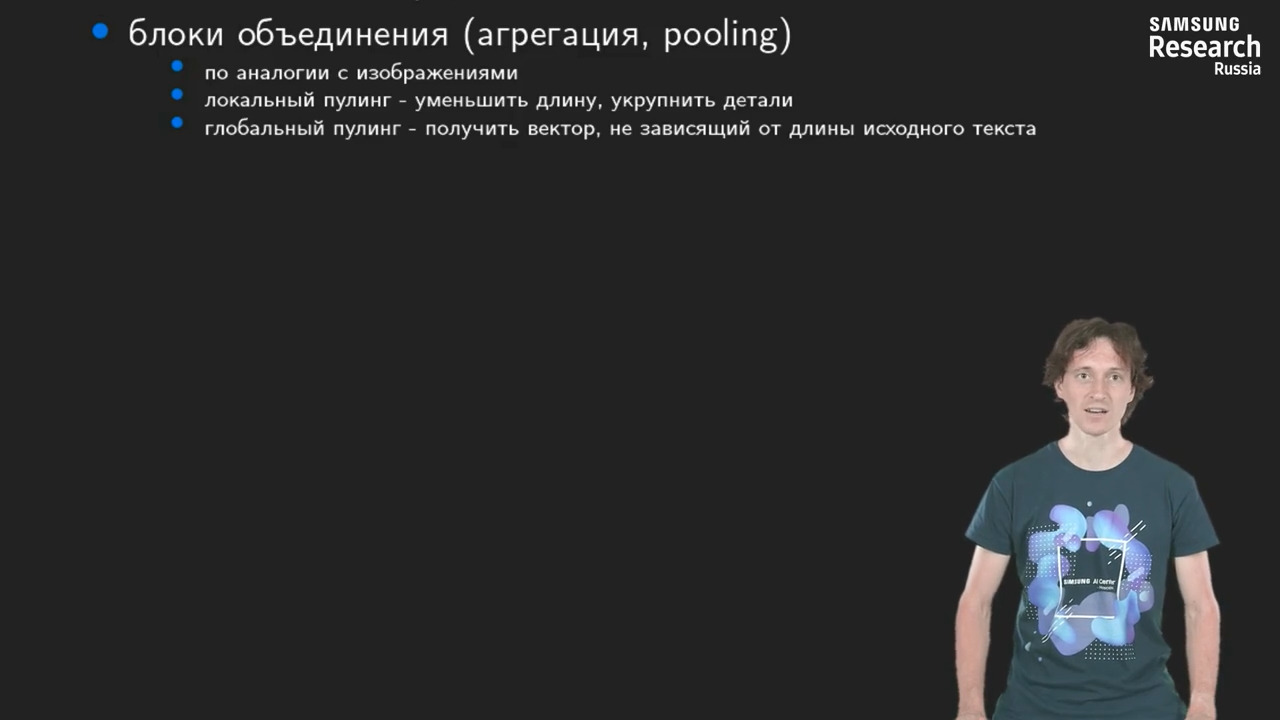 блоки объединения (агрегация, pooling)
по аналогии с изображениями
локальный пулинг - уменьшить длину, укрупнить детали
глобальный пулинг - получить вектор, не зависящий от длины исходного текста
SAMSUNG
Research
Russia
SAMSUNG AI Center